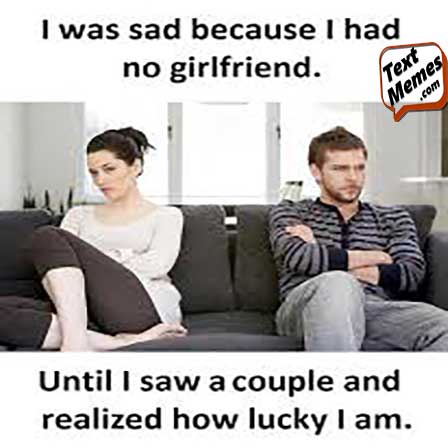 I was sad because I had
no girlfriend.
Text
Memes
.com
Until I saw a couple and
realized how lucky I am.